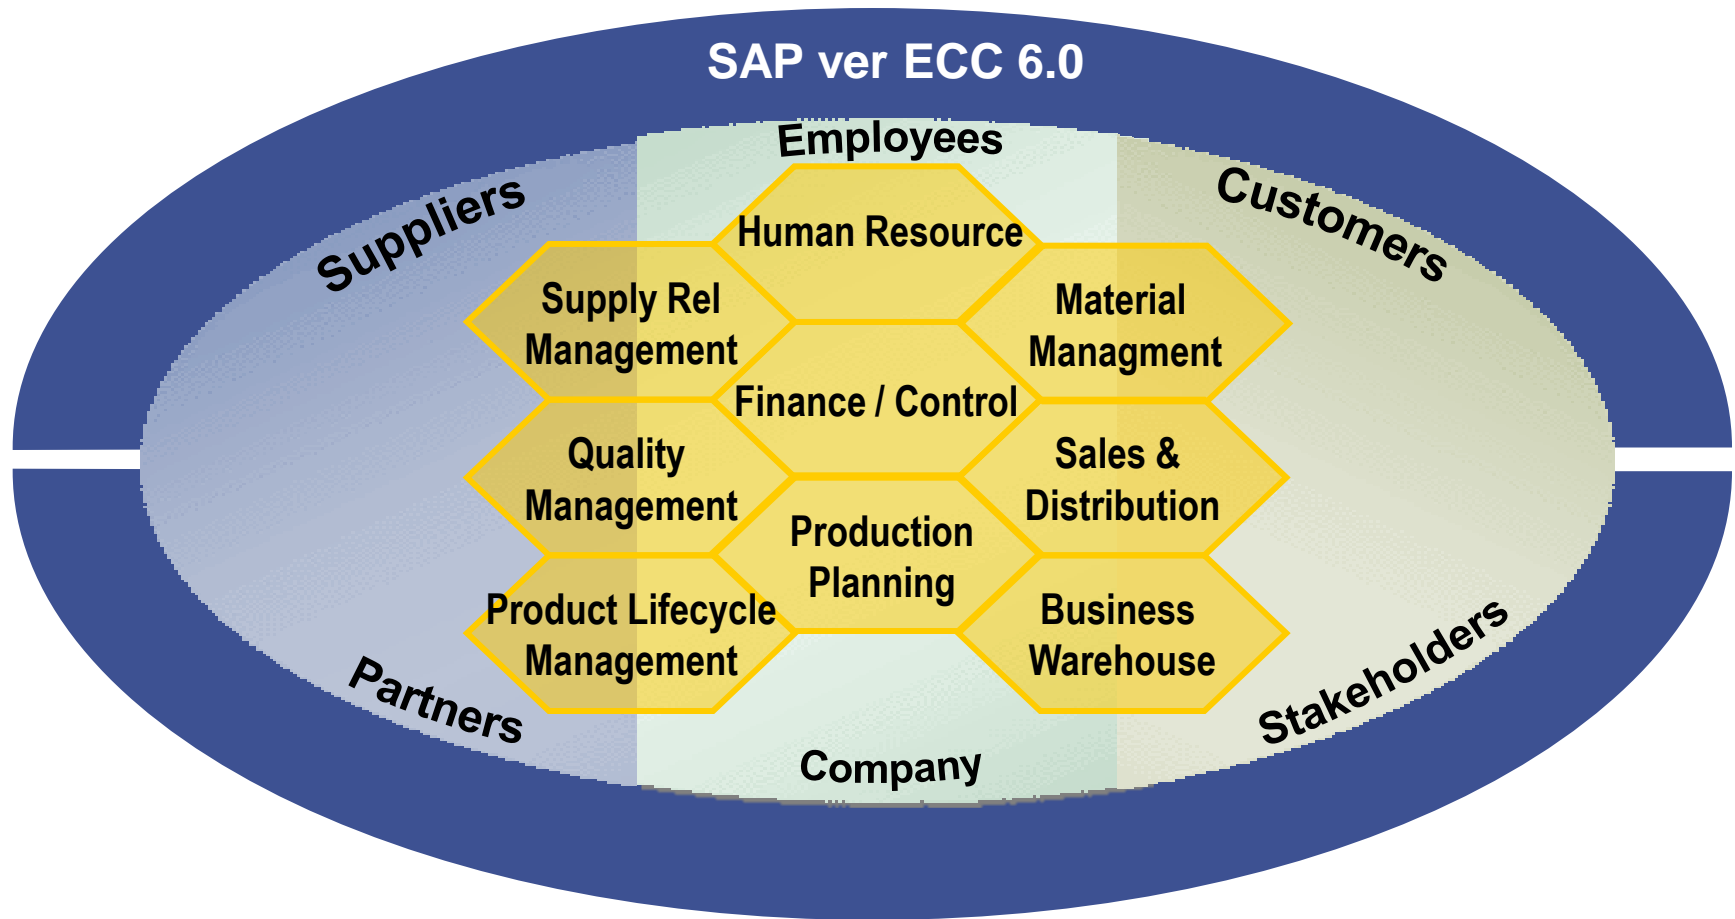 SAP ver ECC 6.0
Employees
Suppliers
Customers
Human Resource
Supply Rel
Management
Material
Managment
Finance / Control
Quality
Management
Sales &
Distribution
Production
Planning
Product Lifecycle
Management
Business
Warehouse
Partners
Stakeholders
Company